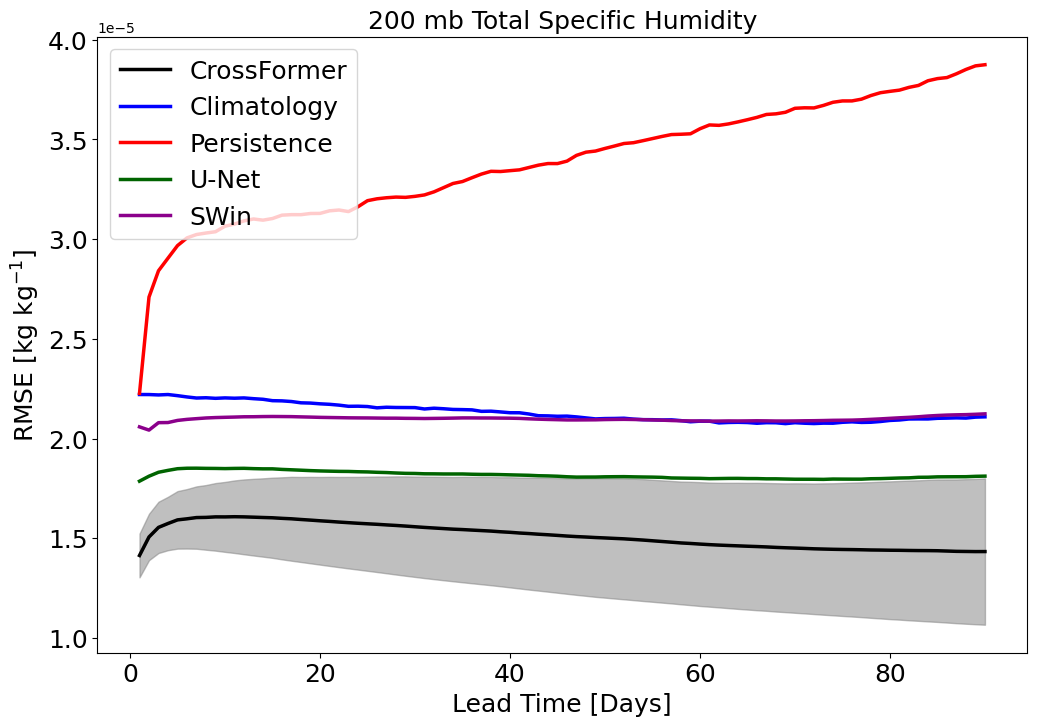 200 mb Total Specific Humidity
1e−5
4.0
3.5
3.0
2.5
2.0
1.5
1.0
RMSE [kg kg⁻¹]
CrossFormer
Climatology
Persistence
U-Net
SWin
0 20 40 60 80
Lead Time [Days]